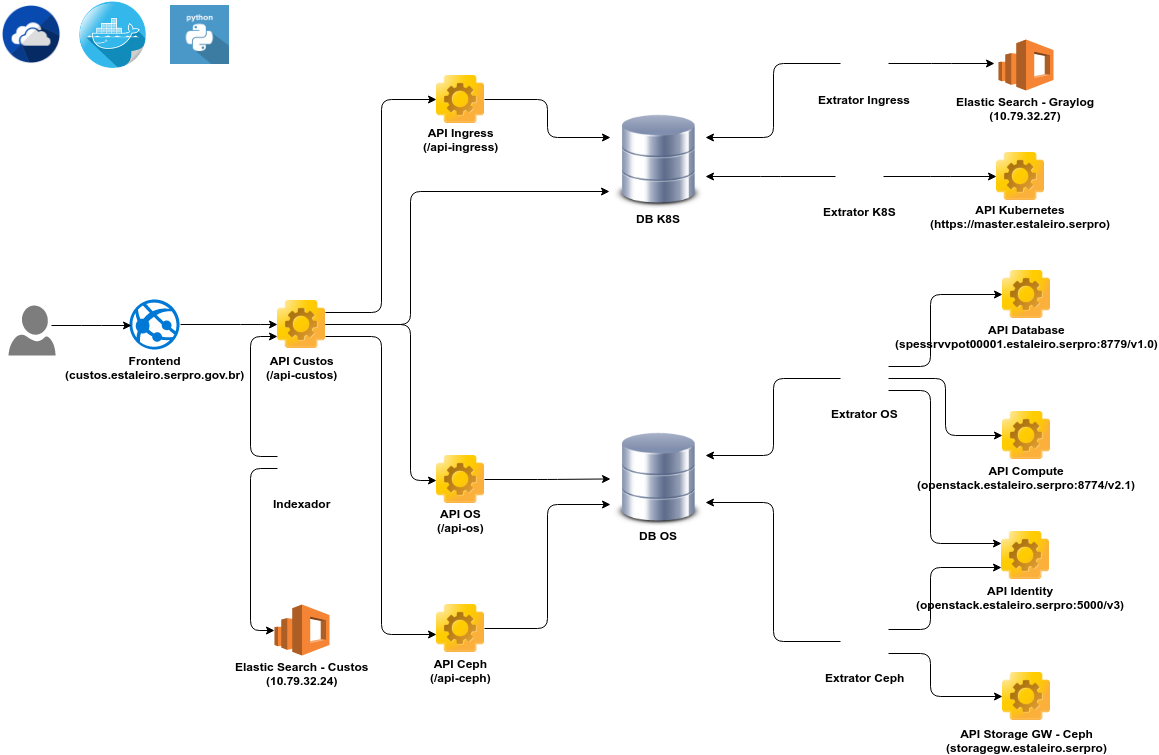 python
API Ingress
(/api-ingress)
DB K8S
Extrator Ingress
Elastic Search - Graylog
(10.79.32.27)
Extrator K8S
API Kubernetes
(https://master.estaleiro.serpro)
Frontend
(custos.estaleiro.serpro.gov.br)
API Custos
(/api-custos)
API Database
(spessrvvpot00001.estaleiro.serpro:8779/v1.0)
Extrator OS
API Compute
(openstack.estaleiro.serpro:8774/v2.1)
Indexador
API OS
(/api-os)
DB OS
API Identity
(openstack.estaleiro.serpro:5000/v3)
Elastic Search - Custos
(10.79.32.24)
API Ceph
(/api-ceph)
Extrator Ceph
API Storage GW - Ceph
(storagegw.estaleiro.serpro)